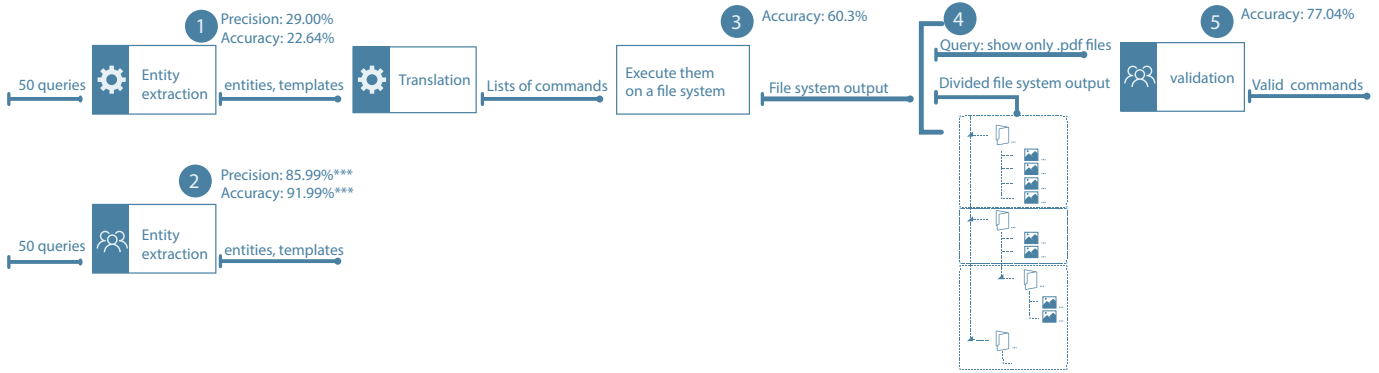 1
Precision: 29.00%
Accuracy: 22.64%
50 queries
Entity
extraction
entities, templates
Translation
Lists of commands
3
Accuracy: 60.3%
Execute them
on a file system
File system output
4
Query: show only .pdf files
Divided file system output
...
...
...
...
...
...
...
...
...
...
...
...
5
Accuracy: 77.04%
validation
Valid commands
2
Precision: 85.99%***
Accuracy: 91.99%***
50 queries
Entity
extraction
entities, templates